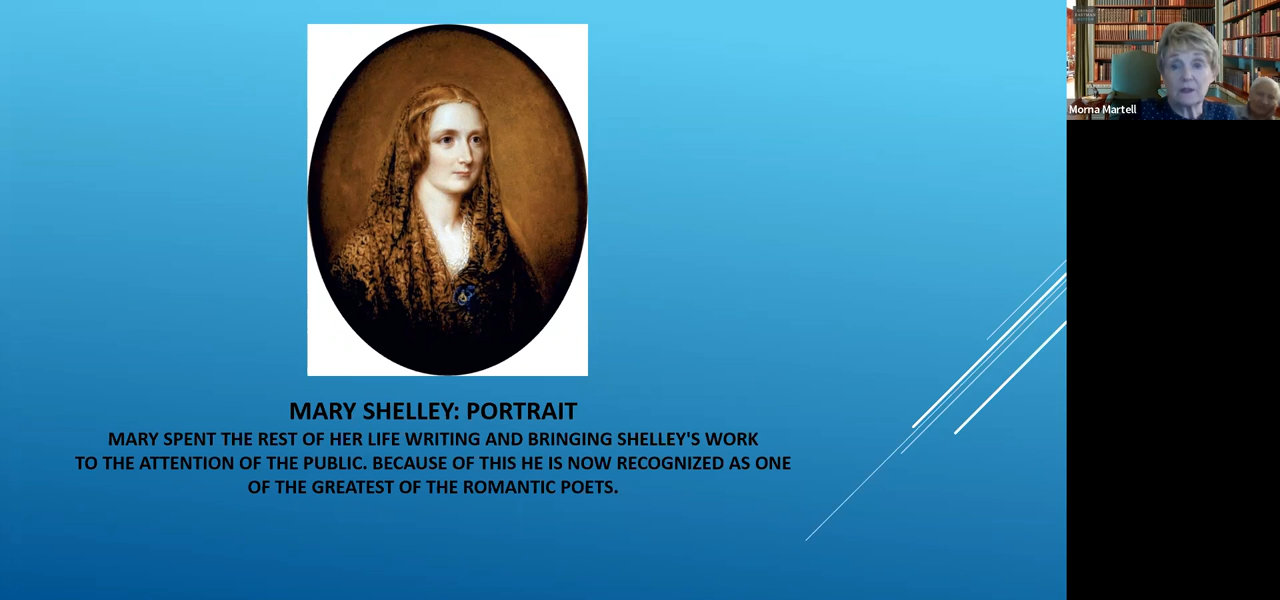 MARY SHELLEY: PORTRAIT
MARY SPENT THE REST OF HER LIFE WRITING AND BRINGING SHELLEY'S WORK
TO THE ATTENTION OF THE PUBLIC. BECAUSE OF THIS HE IS NOW RECOGNIZED AS ONE
OF THE GREATEST OF THE ROMANTIC POETS.
Morna Martell